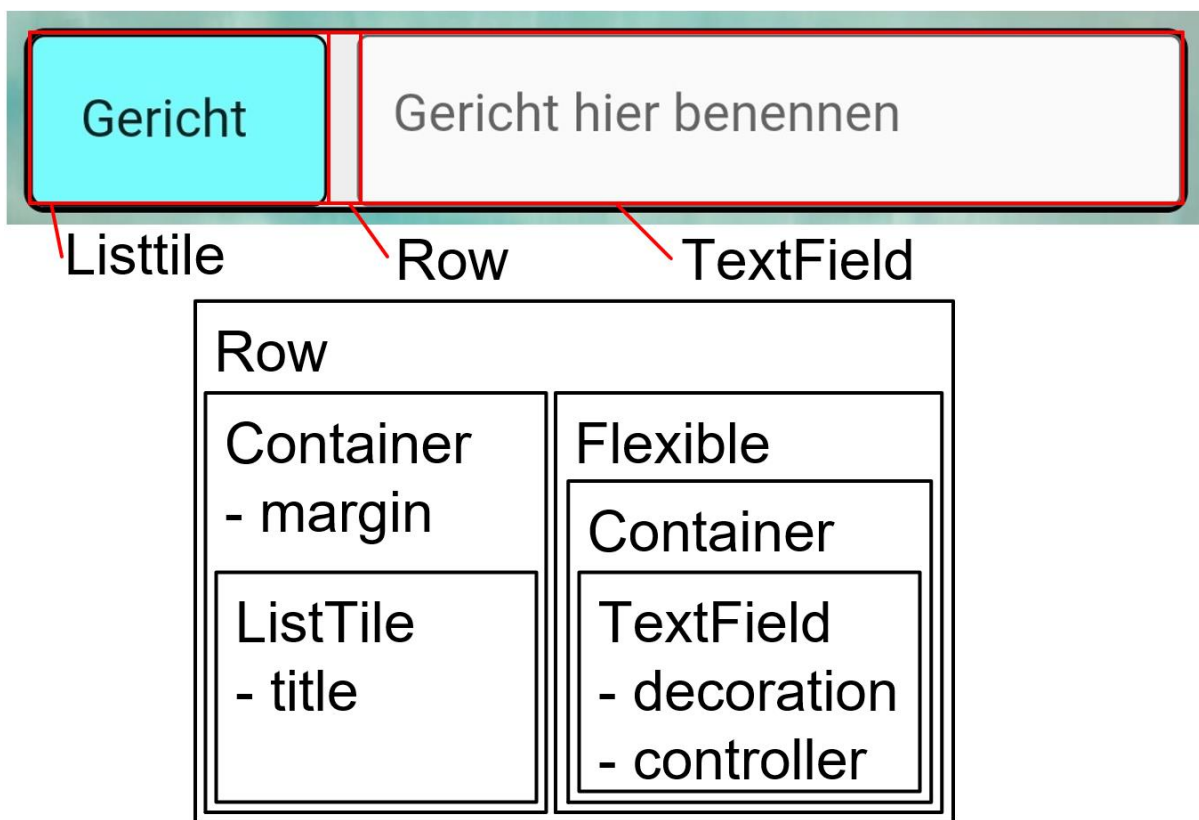 Gericht
Gericht hier benennen
Listtile
Row
TextField
Row
Container
- margin
ListTile
- title
Flexible
Container
TextField
- decoration
- controller